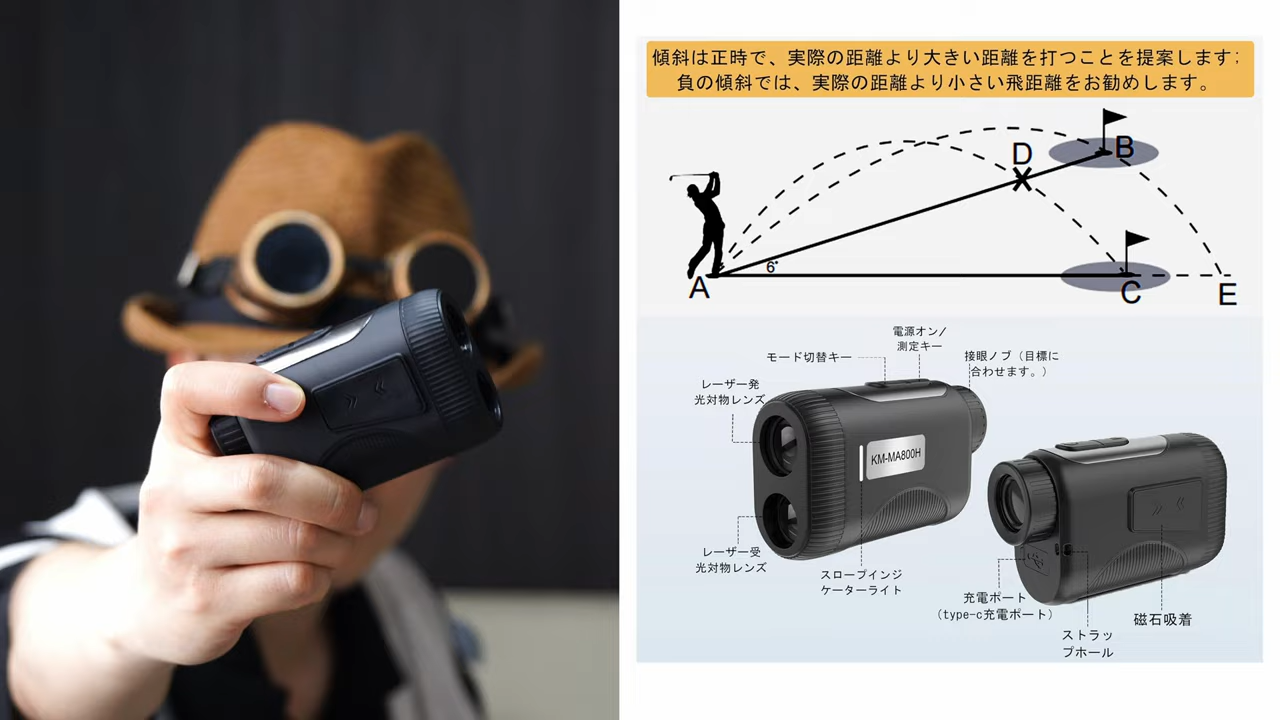 傾斜は正時で、実際の距離より大きい距離を打つことを提案します;
負の傾斜では、実際の距離より小さい飛距離をお勧めします。
D
B
6°
A
C
E
電源オン/
測定キー
モード切替キー
接眼ノブ（目標に
合わせます。）
レーザー発
光対物レンズ
KM-MA800H
レーザー受
光対物レンズ
スロープインジ
ケーターライト
充電ポート
（type-c充電ポート）
磁石吸着
ストラッ
プホール